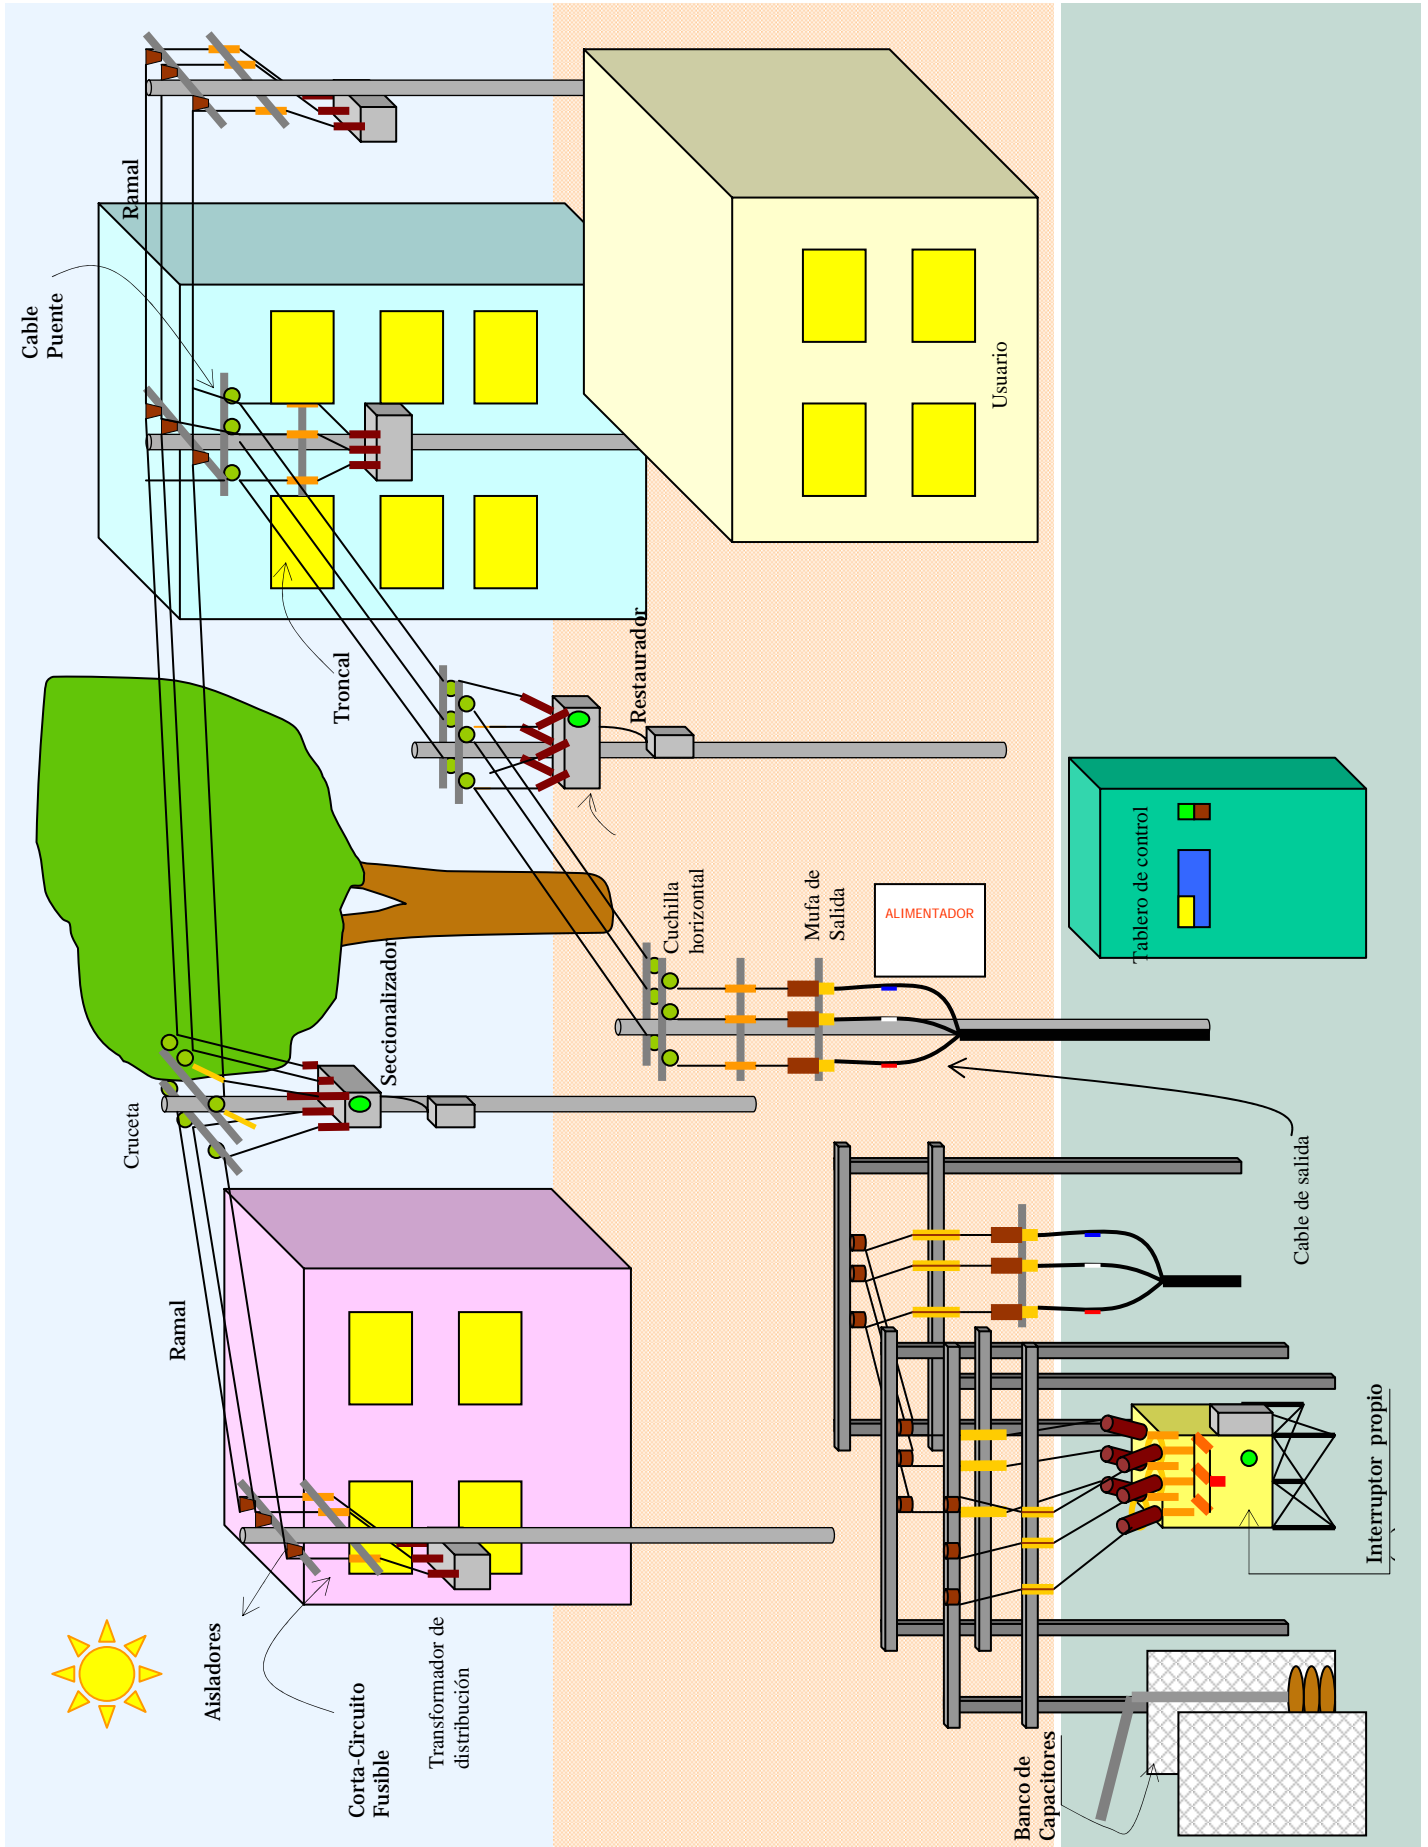 Cable
Puente
Cruceta
Ramal
Ramal
Aisladores
Troncal
Corta-Circuito
Fusible
Seccionalizador
Transformador de
distribución
Restaurador
Cuchilla
horizontal
Mufa de
Salida
ALIMENTADOR
Usuario
Banco de
Capacitores
Tablero de control
Cable de salida
Interruptor propio